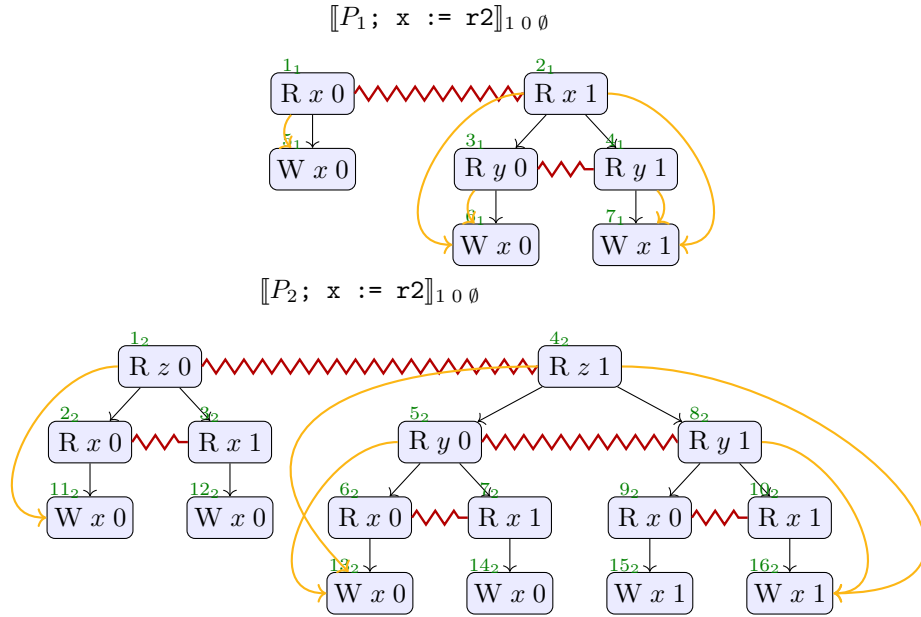 ⟦P₁; x := r2⟧₁ ₀ ∅
1₁ 2₁
R x 0 R x 1
5₁ 3₁ 4₁
W x 0 R y 0 R y 1
6₁ 7₁
W x 0 W x 1
⟦P₂; x := r2⟧₁ ₀ ∅
1₂ 4₂
R z 0 R z 1
2₂ 3₂ 5₂ 8₂
R x 0 R x 1 R y 0 R y 1
11₂ 12₂ 6₂ 7₂ 9₂ 10₂
W x 0 W x 0 R x 0 R x 1 R x 0 R x 1
13₂ 14₂ 15₂ 16₂
W x 0 W x 0 W x 1 W x 1